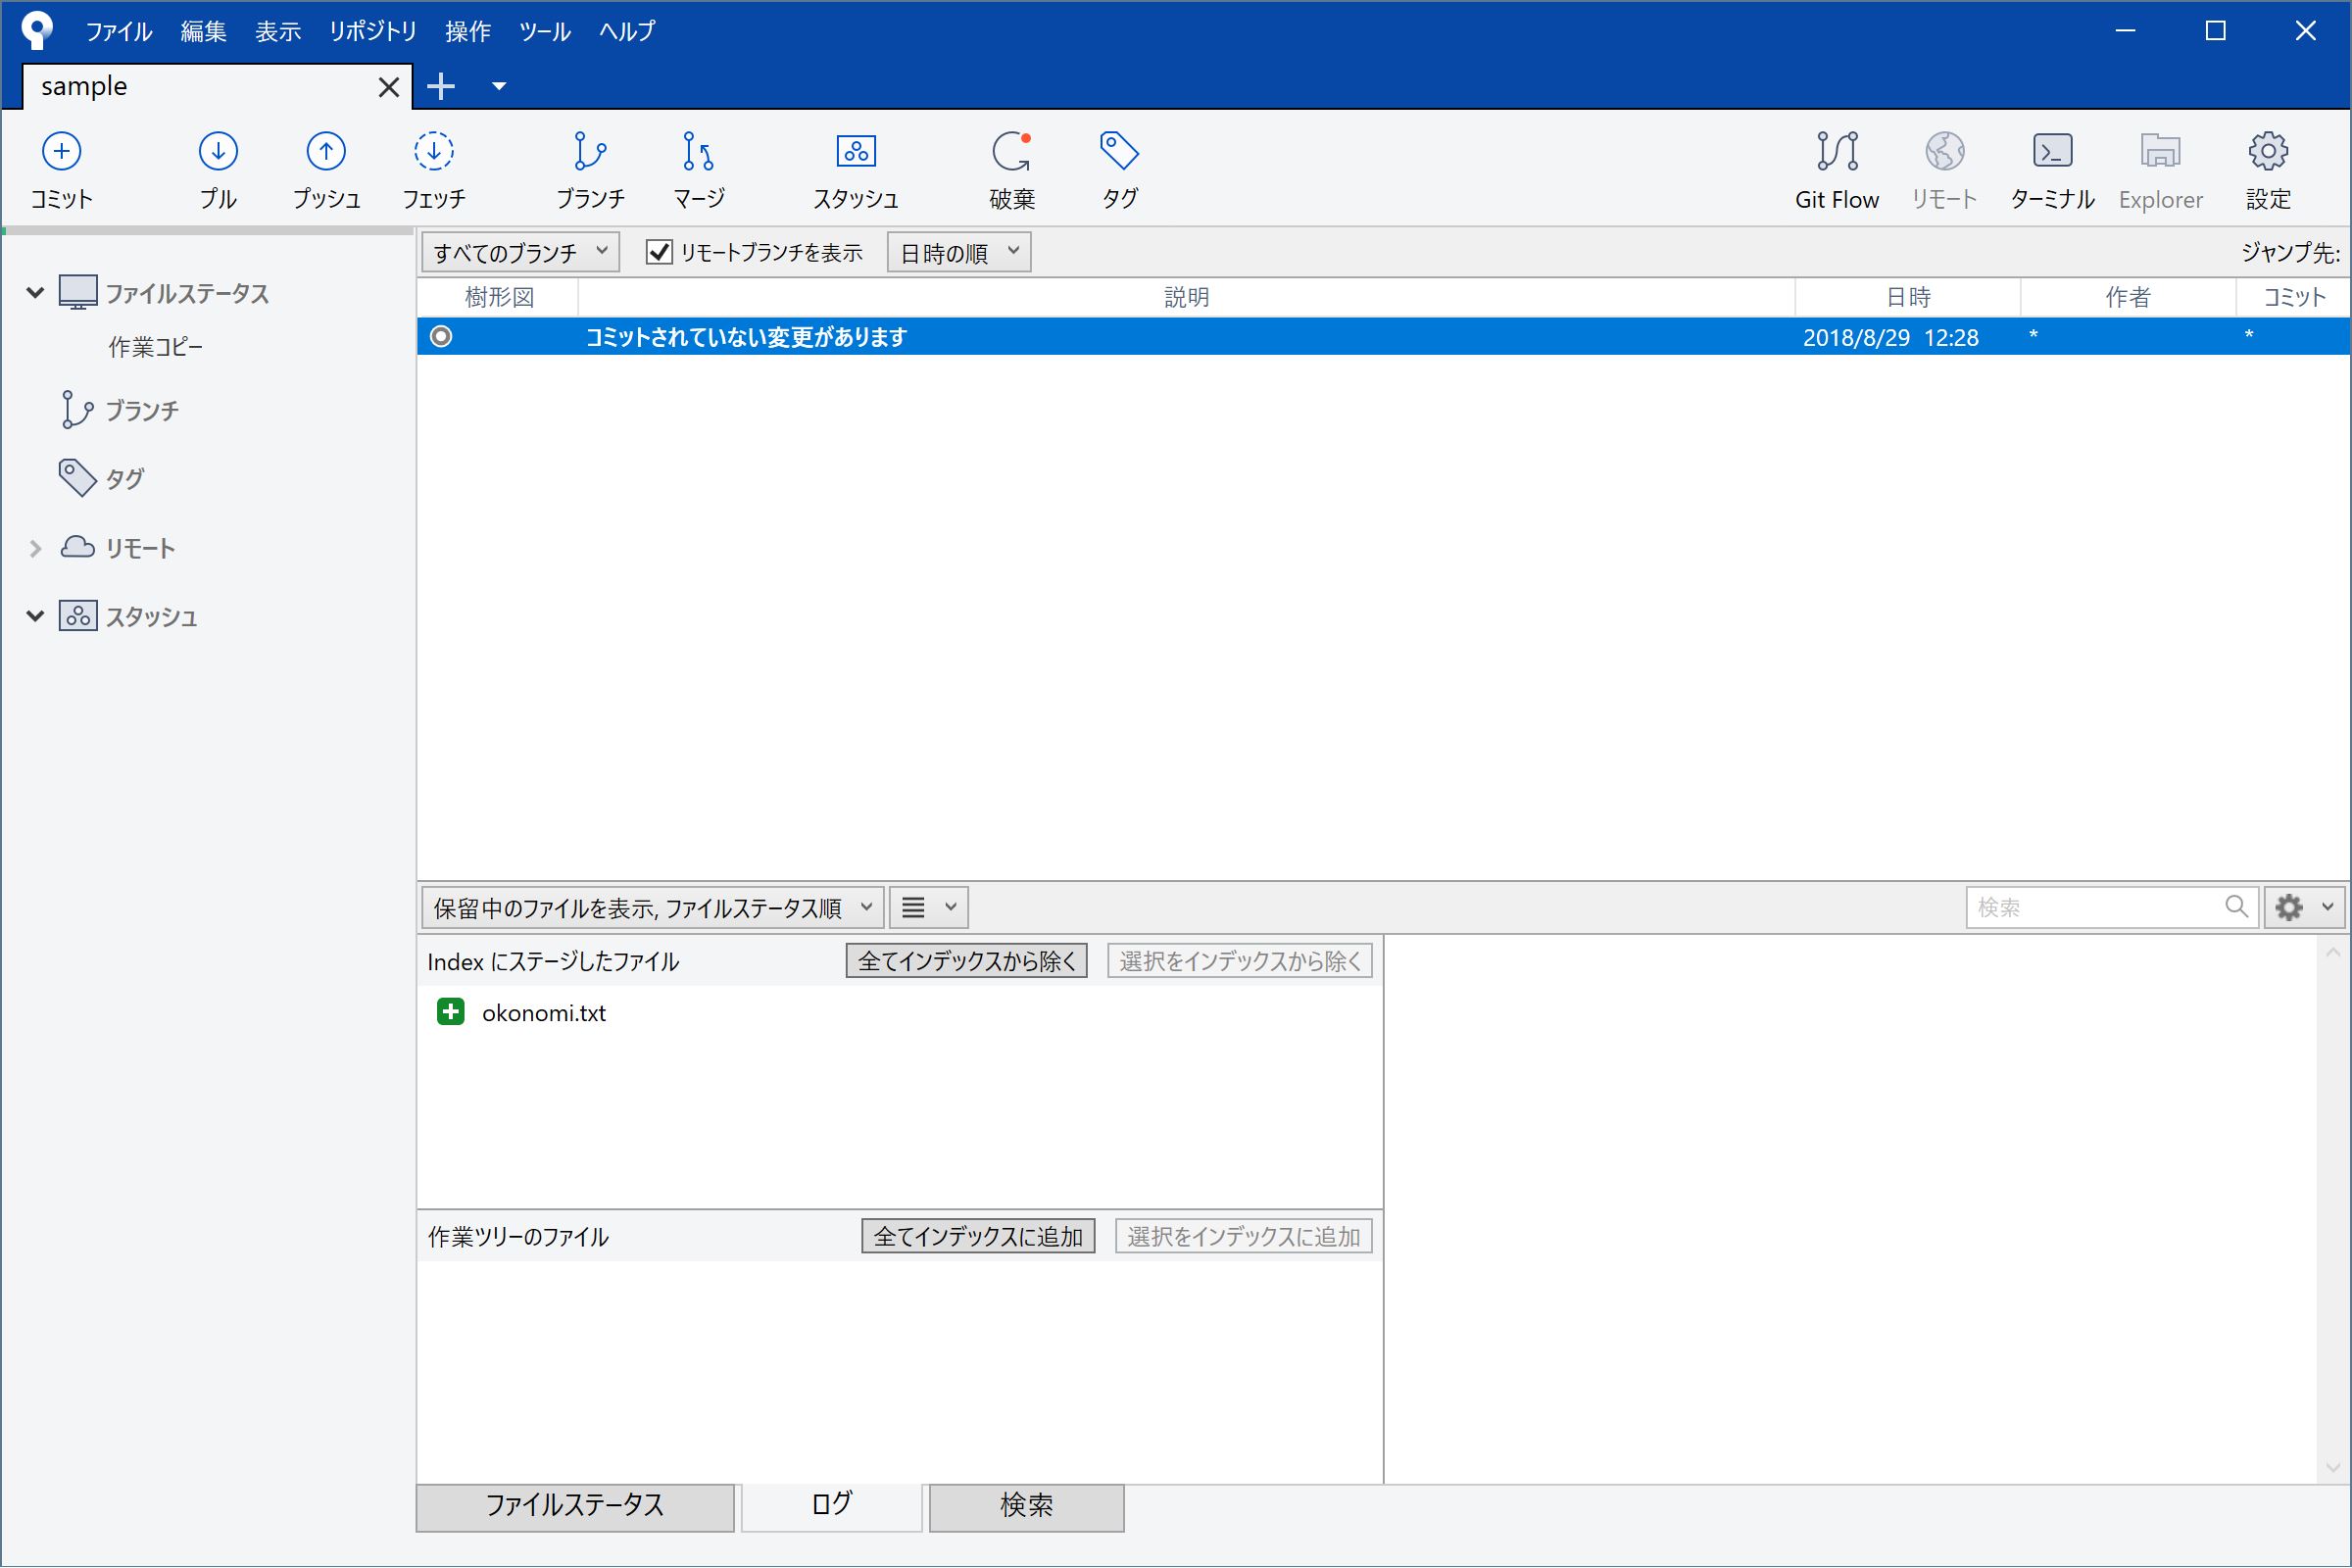 ファイル 編集 表示 リポジトリ 操作 ツール ヘルプ
sample
コミット プル プッシュ フェッチ ブランチ マージ スタッシュ 破棄 タグ Git Flow リモート ターミナル Explorer 設定
すべてのブランチ リモートブランチを表示 日時の順 ジャンプ先:
ファイルステータス
作業コピー
ブランチ
タグ
リモート
スタッシュ
樹形図 説明 日時 作者 コミット
コミットされていない変更があります 2018/8/29 12:28 * *
保留中のファイルを表示, ファイルステータス順 検索
Index にステージしたファイル 全てインデックスから除く 選択をインデックスから除く
okonomi.txt
作業ツリーのファイル 全てインデックスに追加 選択をインデックスに追加
ファイルステータス ログ 検索